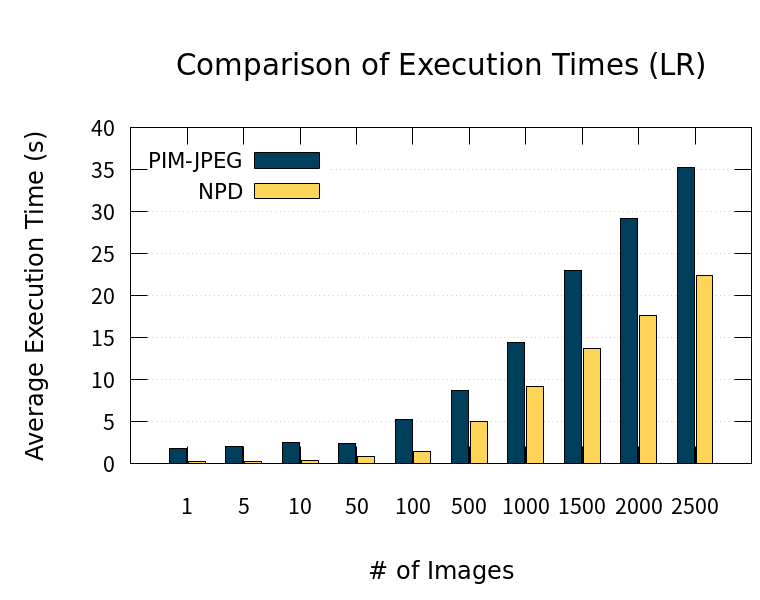 Comparison of Execution Times (LR)
Average Execution Time (s)
40
35
30
25
20
15
10
5
0
PIM-JPEG
NPD
1 5 10 50 100 500 1000 1500 2000 2500
# of Images